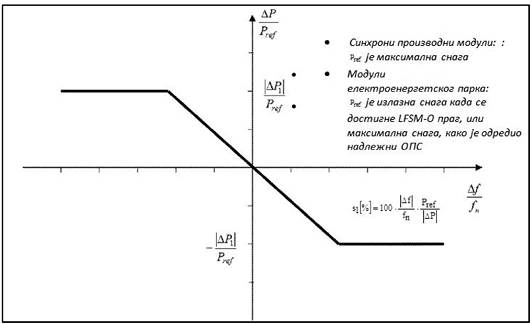 ΔP
P_ref
• Синхрони производни модули: :
P_ref је максимална снага
|ΔP₁|
P_ref
• • Модули
електроенергетског парка:
• P_ref је излазна снага када се
достигне LFSM-O праг, или
максимална снага, како је одредио
надлежни ОПС
s₁[%]=100·|Δf|/f_n·P_ref/|ΔP|
Δf
f_n
−|ΔP₁|
P_ref